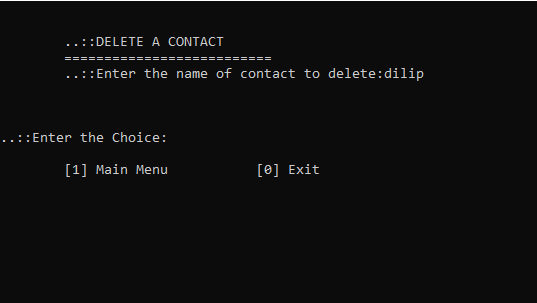 ..::DELETE A CONTACT
==========================
..::Enter the name of contact to delete:dilip
..::Enter the Choice:
[1] Main Menu [0] Exit